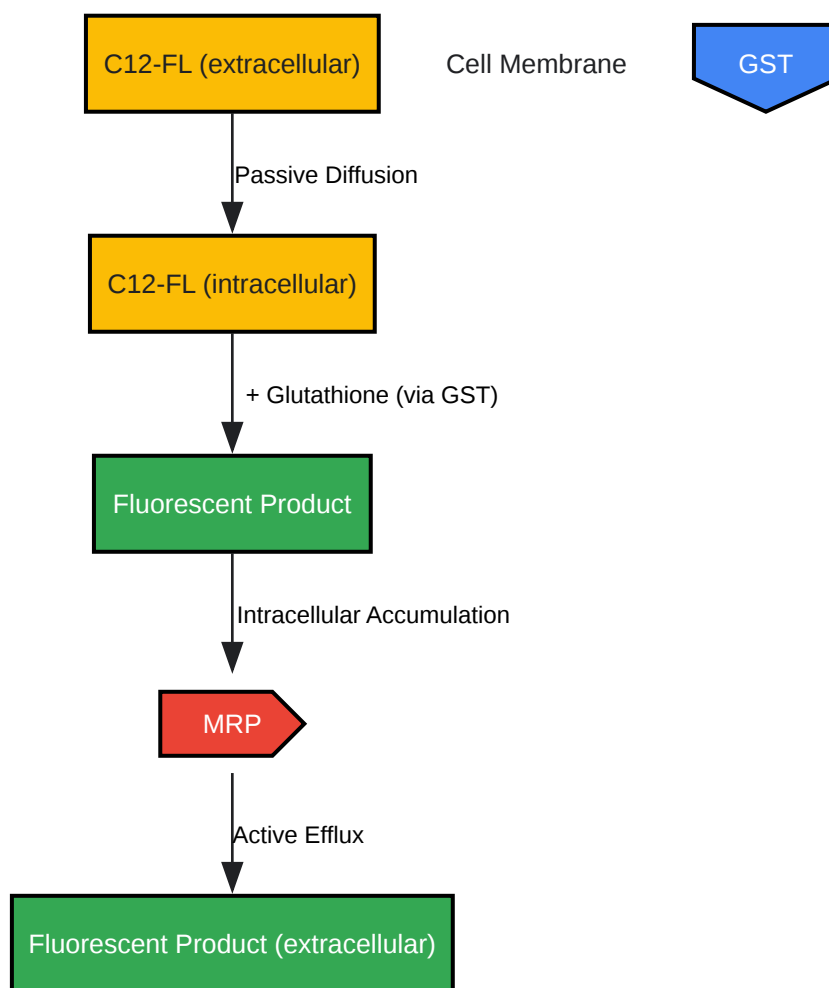 C12-FL (extracellular)
Cell Membrane
GST
Passive Diffusion
C12-FL (intracellular)
+ Glutathione (via GST)
Fluorescent Product
Intracellular Accumulation
MRP
Active Efflux
Fluorescent Product (extracellular)